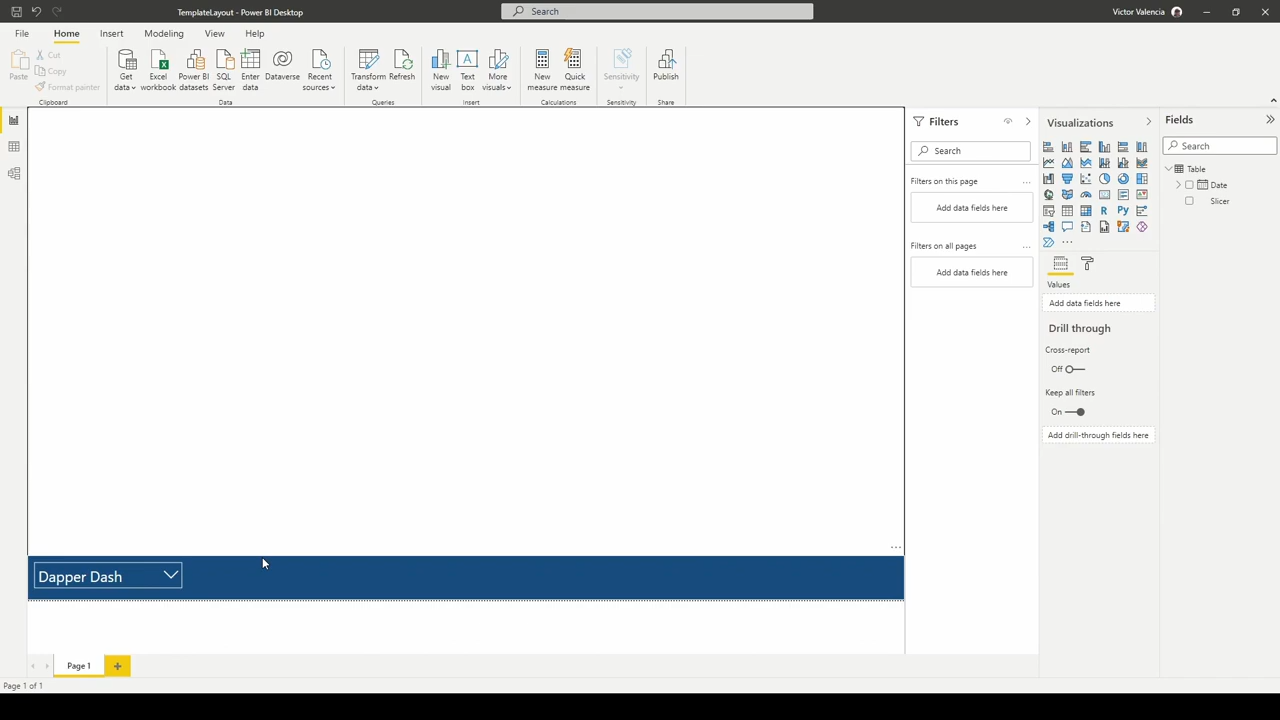 TemplateLayout - Power BI Desktop
Search
Victor Valencia
File Home Insert Modeling View Help
Paste
Cut
Copy
Format painter
Clipboard
Get data
Excel workbook
Power BI datasets
SQL Server
Enter data
Dataverse
Recent sources
Data
Transform data
Refresh
Queries
New visual
Text box
More visuals
Insert
New measure
Quick measure
Calculations
Sensitivity
Sensitivity
Publish
Share
Filters
Search
Filters on this page
Add data fields here
Filters on all pages
Add data fields here
Visualizations
R
Py
Values
Add data fields here
Drill through
Cross-report
Off
Keep all filters
On
Add drill-through fields here
Fields
Search
Table
Date
Slicer
Dapper Dash
Page 1
Page 1 of 1